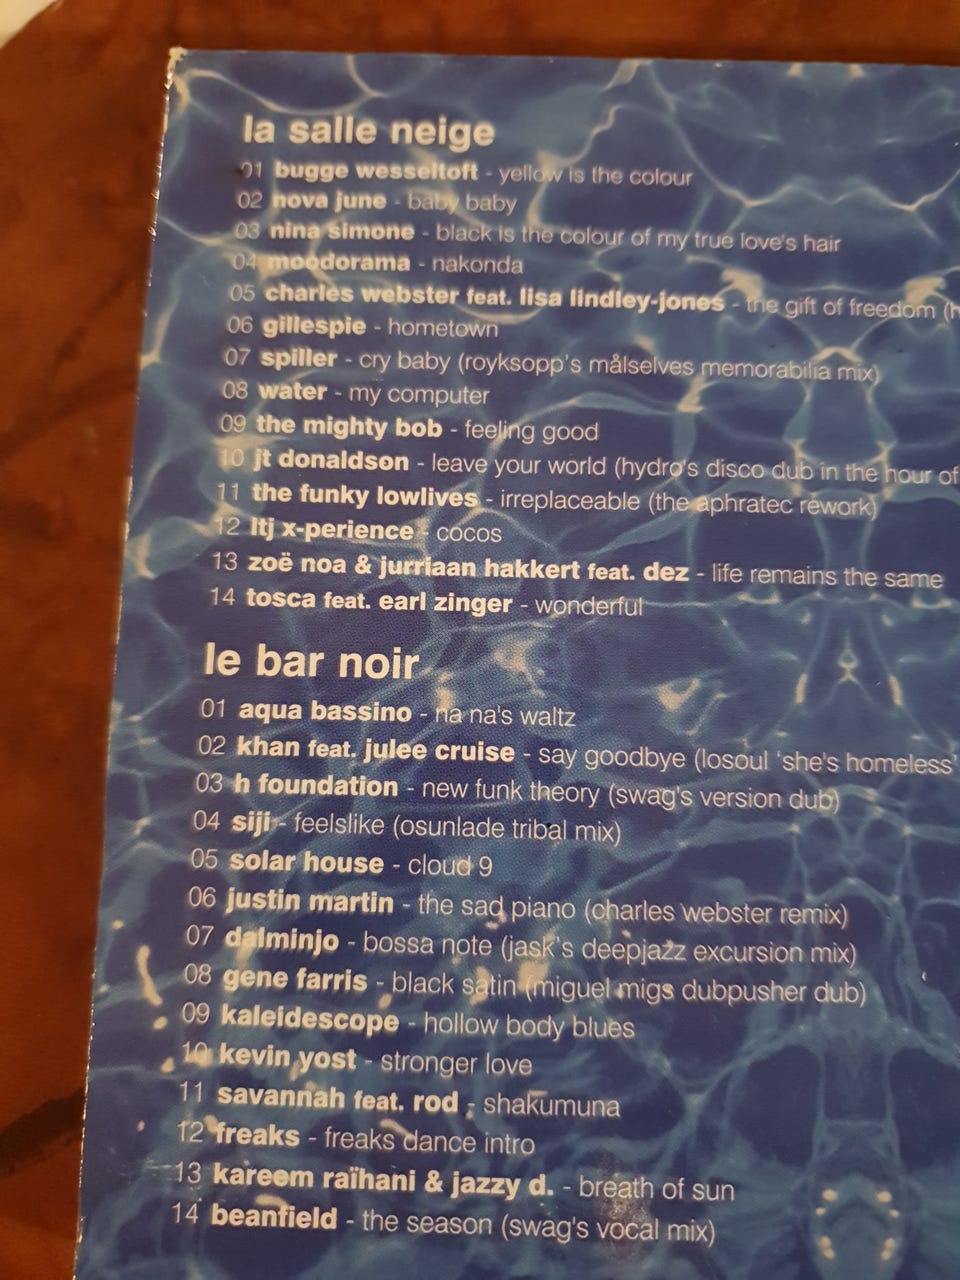 la salle neige
01 bugge wesseltoft - yellow is the colour
02 nova june - baby baby
03 nina simone - black is the colour of my true love's hair
04 moodorama - nakonda
05 charles webster feat. lisa lindley-jones - the gift of freedom (h
06 gillespie - hometown
07 spiller - cry baby (royksopp's målselves memorabilia mix)
08 water - my computer
09 the mighty bob - feeling good
10 jt donaldson - leave your world (hydro's disco dub in the hour of
11 the funky lowlives - irreplaceable (the aphratec rework)
12 ltj x-perience - cocos
13 zoë noa & jurriaan hakkert feat. dez - life remains the same
14 tosca feat. earl zinger - wonderful
le bar noir
01 aqua bassino - na na's waltz
02 khan feat. julee cruise - say goodbye (losoul 'she's homeless'
03 h foundation - new funk theory (swag's version dub)
04 siji - feelslike (osunlade tribal mix)
05 solar house - cloud 9
06 justin martin - the sad piano (charles webster remix)
07 dalminjo - bossa note (jask's deepjazz excursion mix)
08 gene farris - black satin (miguel migs dubpusher dub)
09 kaleidescope - hollow body blues
10 kevin yost - stronger love
11 savannah feat. rod - shakumuna
12 freaks - freaks dance intro
13 kareem raïhani & jazzy d. - breath of sun
14 beanfield - the season (swag's vocal mix)